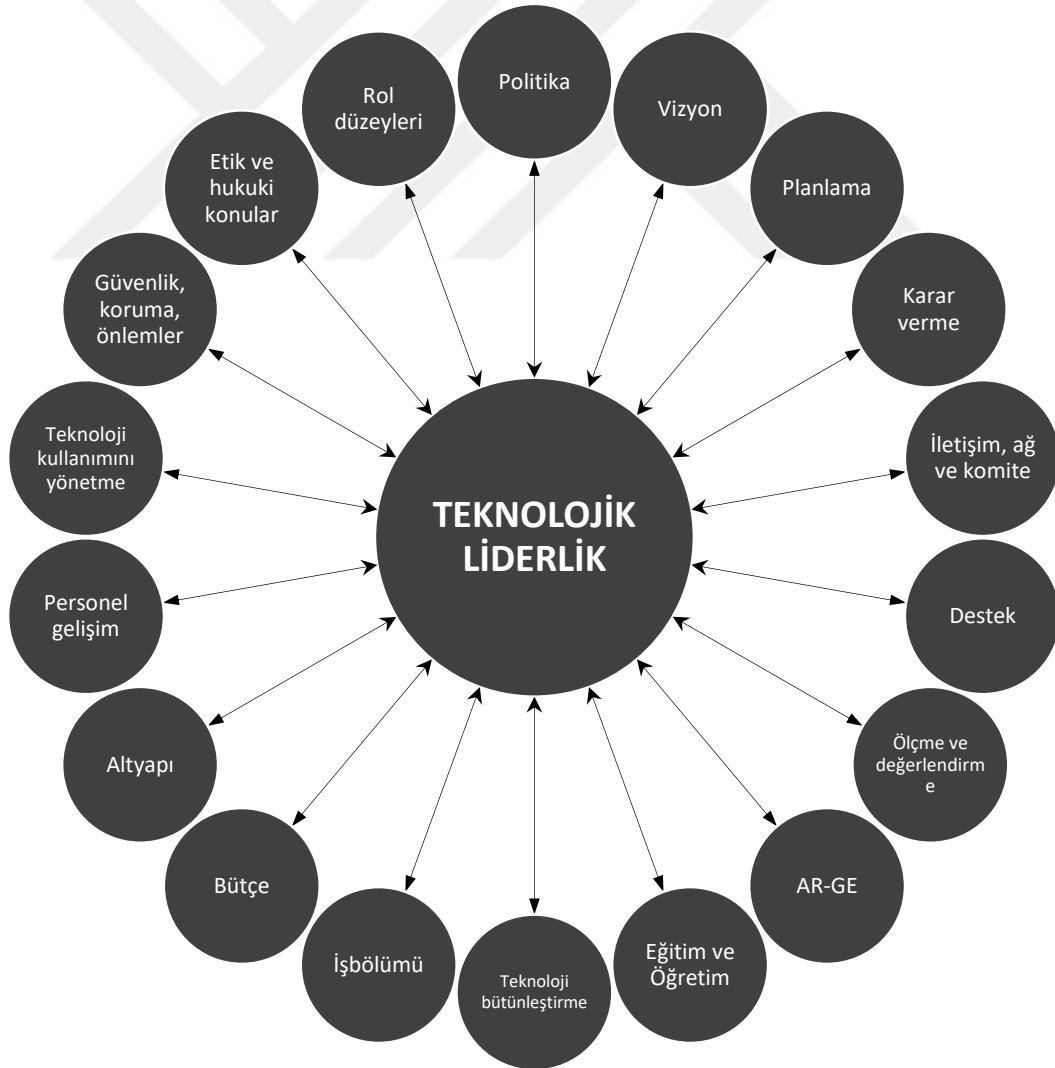 Politika
Vizyon
Planlama
Karar
verme
İletişim, ağ
ve komite
Destek
Ölçme ve
değerlendirm
e
AR-GE
Eğitim ve
Öğretim
Teknoloji
bütünleştirme
İşbölümü
Bütçe
Altyapı
Personel
gelişim
Teknoloji
kullanımını
yönetme
Güvenlik,
koruma,
önlemler
Etik ve
hukuki
konular
Rol
düzeyleri
TEKNOLOJİK
LİDERLİK